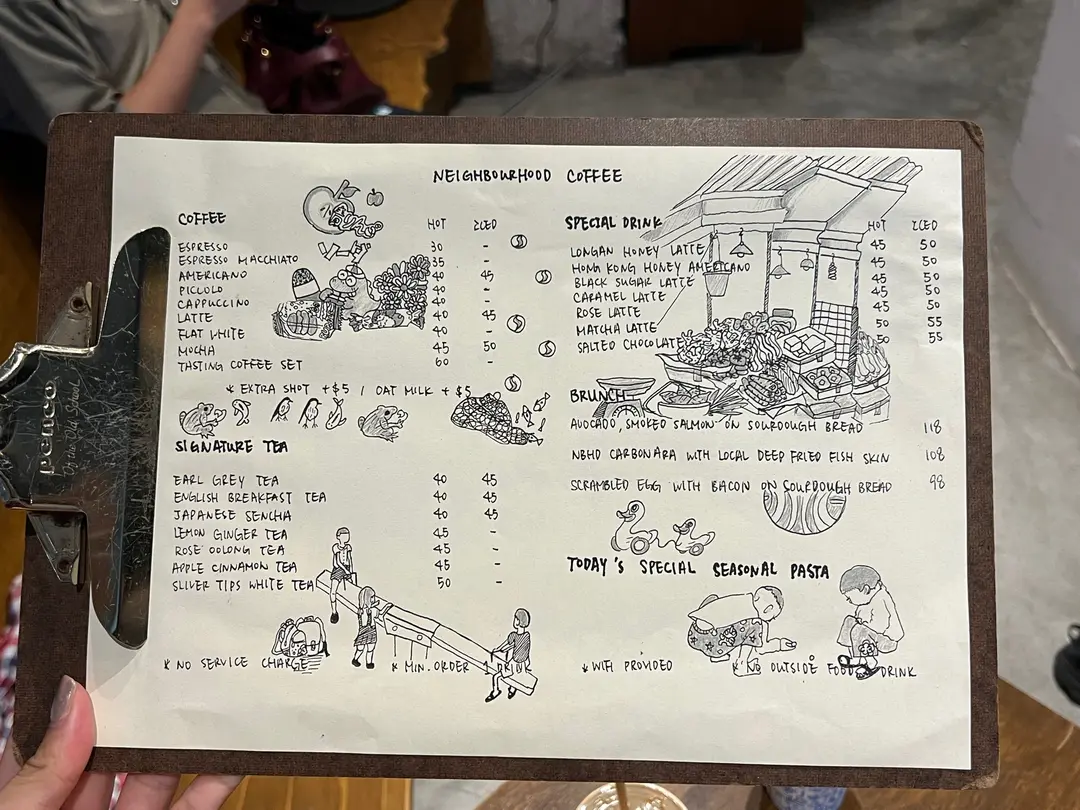 NEIGHBOURHOOD COFFEE
COFFEE HOT ICED
ESPRESSO 30 -
ESPRESSO MACCHIATO 35 -
AMERICANO 40 45
PICCOLO 40 -
CAPPUCCINO 40 -
LATTE 40 45
FLAT WHITE 40 -
MOCHA 45 50
TASTING COFFEE SET 60 -
* EXTRA SHOT +$5 / OAT MILK +$5
SIGNATURE TEA
EARL GREY TEA 40 45
ENGLISH BREAKFAST TEA 40 45
JAPANESE SENCHA 40 45
LEMON GINGER TEA 45 -
ROSE OOLONG TEA 45 -
APPLE CINNAMON TEA 45 -
SLIVER TIPS WHITE TEA 50 -
* NO SERVICE CHARGE
* MIN. ORDER 1 DRINK
SPECIAL DRINK HOT ICED
LONGAN HONEY LATTE 45 50
HONG KONG HONEY AMERICANO 45 50
BLACK SUGAR LATTE 45 50
CARAMEL LATTE 45 50
ROSE LATTE 45 50
MATCHA LATTE 50 55
SALTED CHOCOLATE 50 55
BRUNCH
AVOCADO, SMOKED SALMON ON SOURDOUGH BREAD 118
NBHD CARBONARA WITH LOCAL DEEP FRIED FISH SKIN 108
SCRAMBLED EGG WITH BACON ON SOURDOUGH BREAD 98
TODAY'S SPECIAL SEASONAL PASTA
* WIFI PROVIDED
* NO OUTSIDE FOOD DRINK
penco